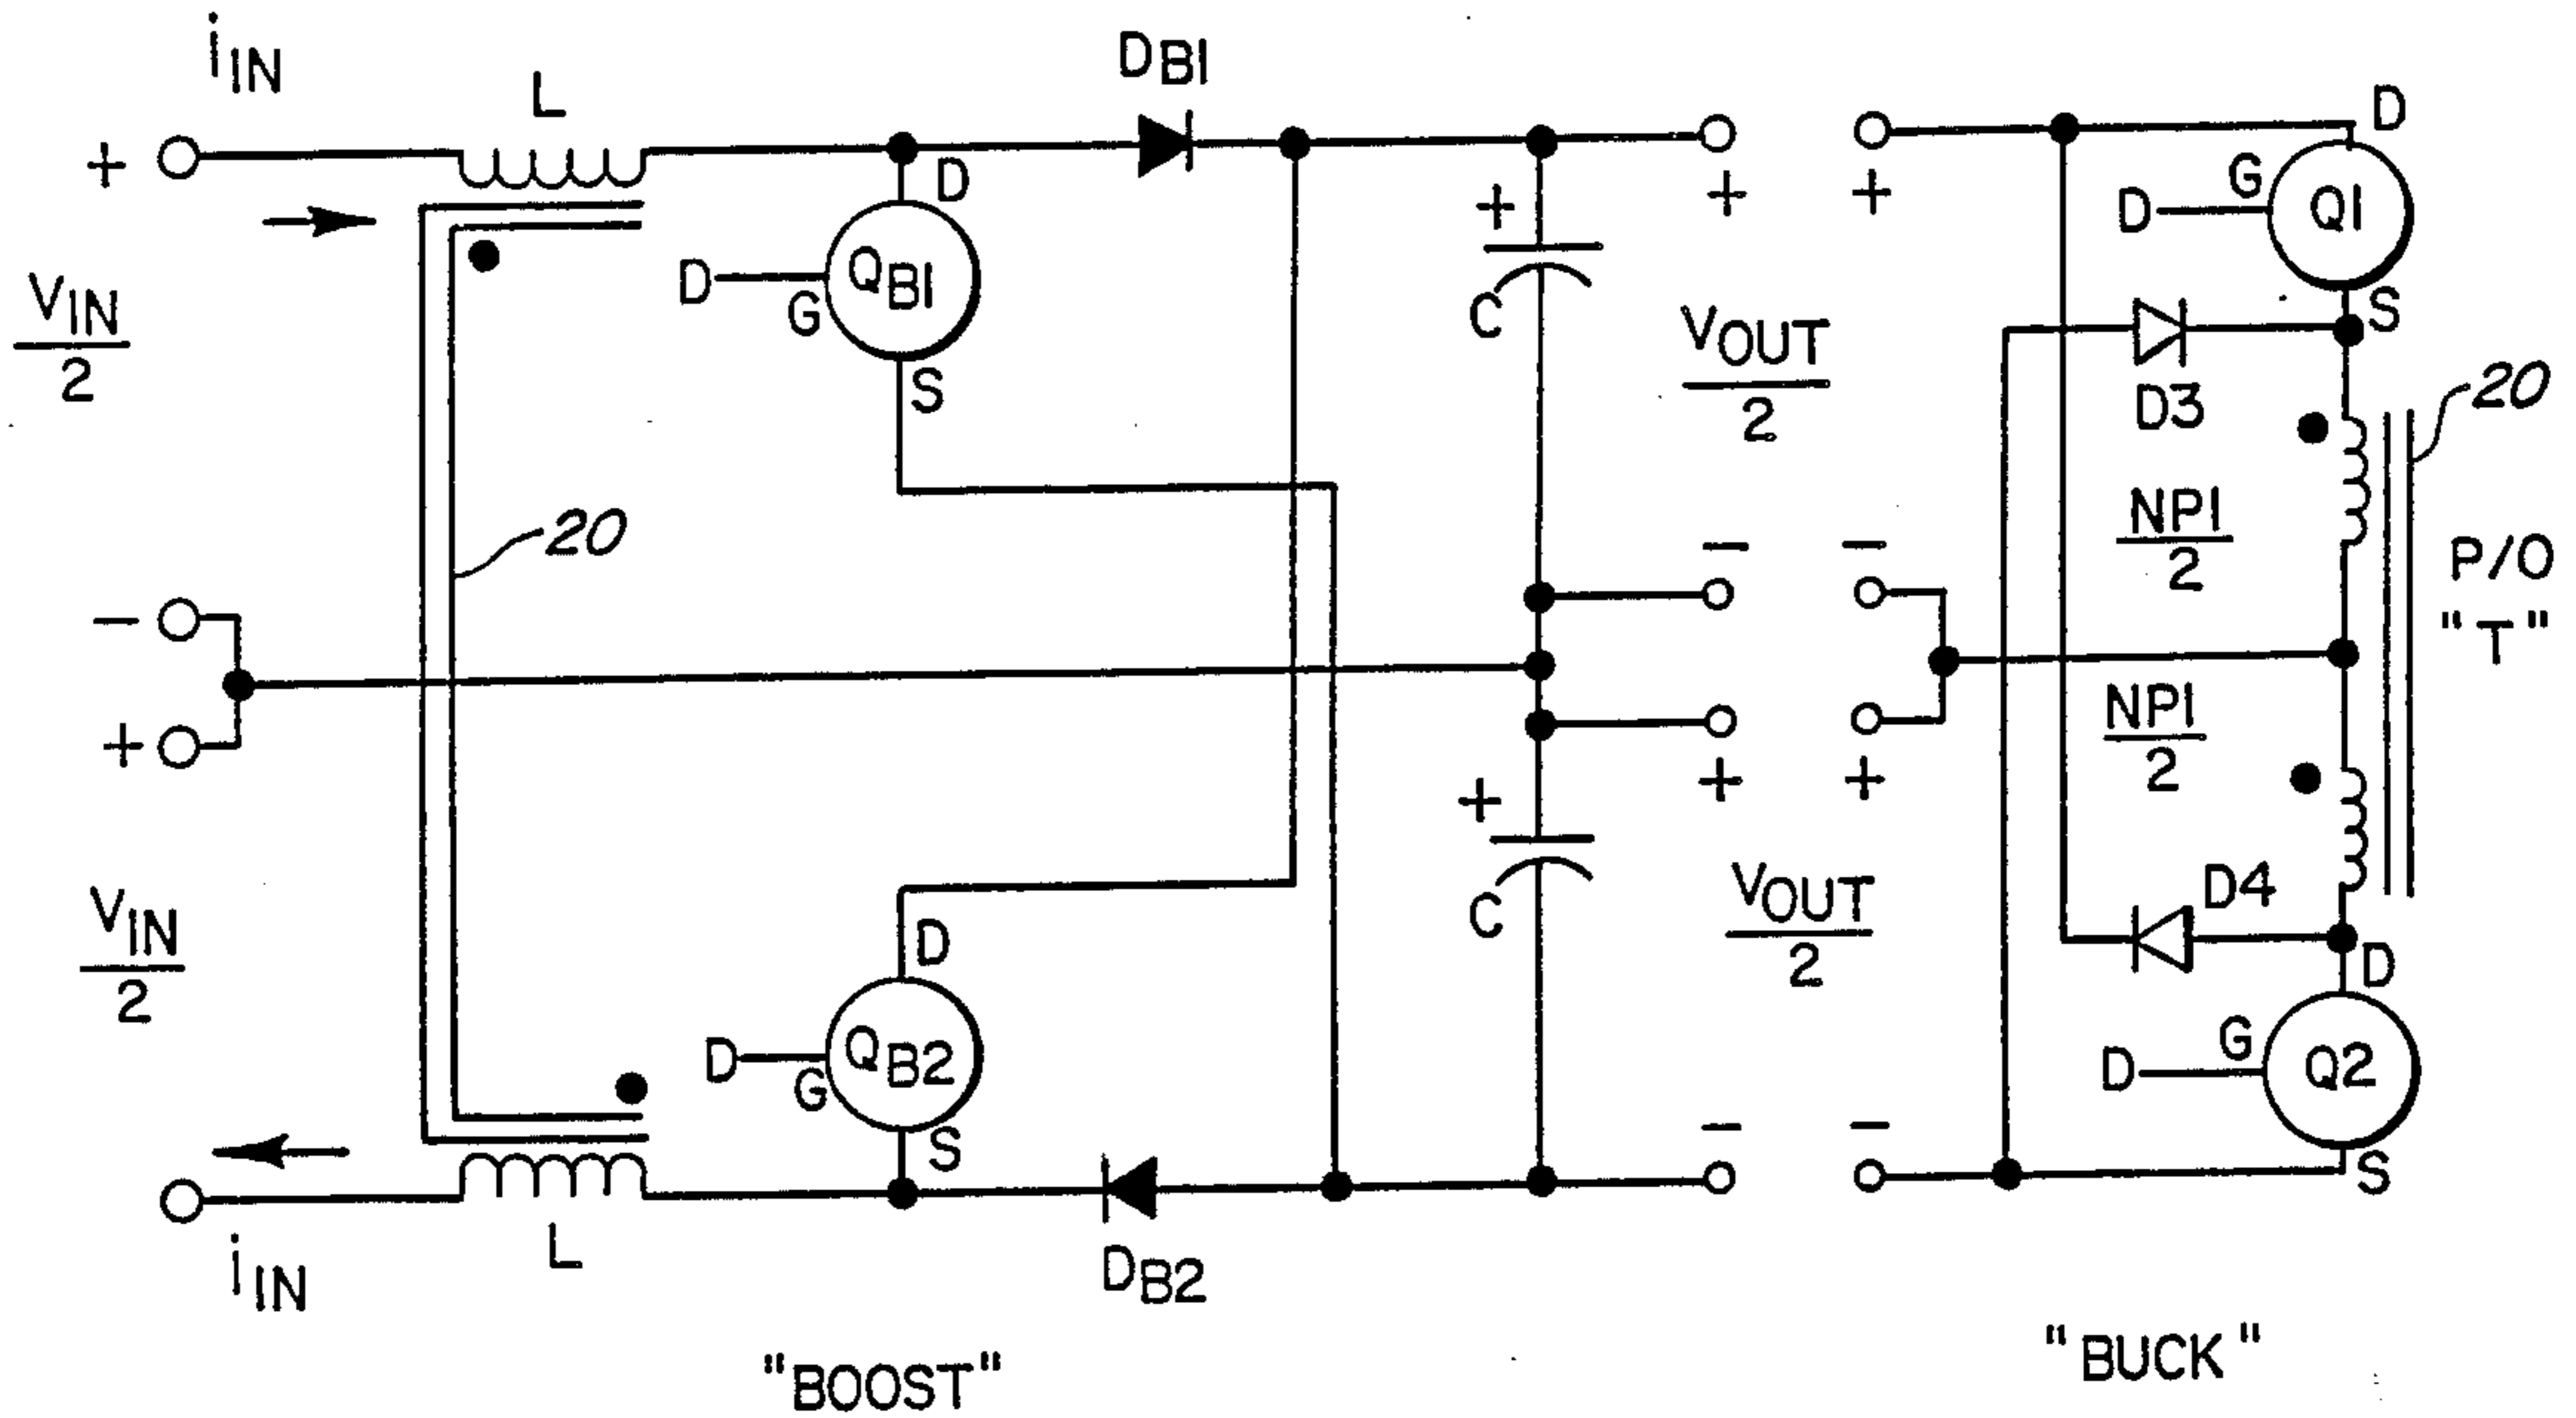 iIN
L
DB1
D
+
D
G
Q1
D
S
+
+
+
D
QB1
D
G
S
VIN
2
C
VOUT
2
D3
20
NP1
2
P/O
"T"
20
−
−
−
+
+
+
NP1
2
+
C
VOUT
2
D4
D
VIN
2
D
QB2
D
G
S
G
Q2
D
S
−
−
iIN
L
DB2
"BOOST"
"BUCK"